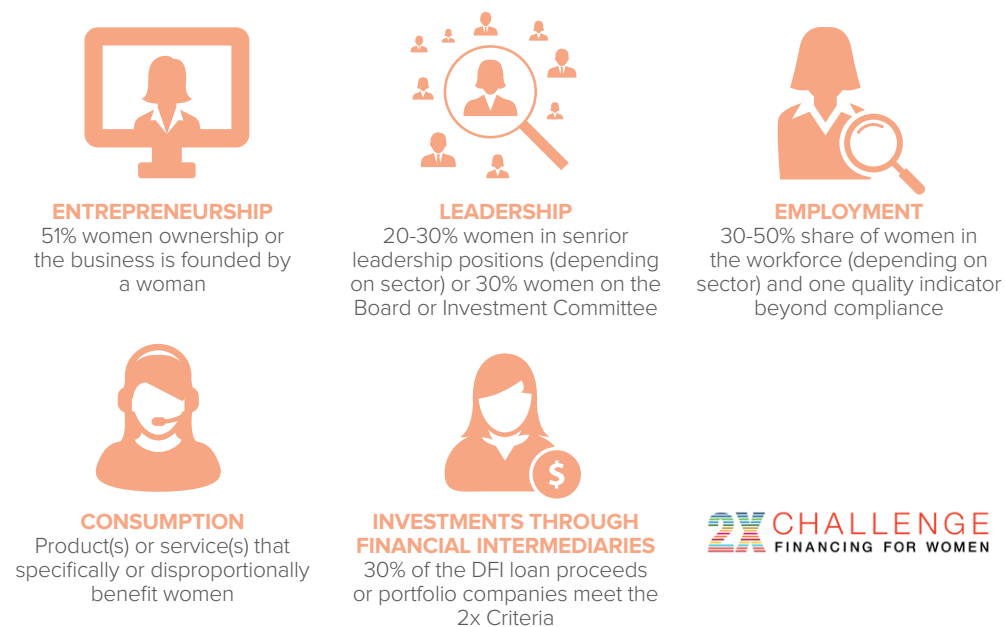 ENTREPRENEURSHIP
51% women ownership or
the business is founded by
a woman
LEADERSHIP
20-30% women in senrior
leadership positions (depending
on sector) or 30% women on the
Board or Investment Committee
EMPLOYMENT
30-50% share of women in
the workforce (depending on
sector) and one quality indicator
beyond compliance
CONSUMPTION
Product(s) or service(s) that
specifically or disproportionally
benefit women
$
INVESTMENTS THROUGH
FINANCIAL INTERMEDIARIES
30% of the DFI loan proceeds
or portfolio companies meet the
2x Criteria
2X CHALLENGE
FINANCING FOR WOMEN